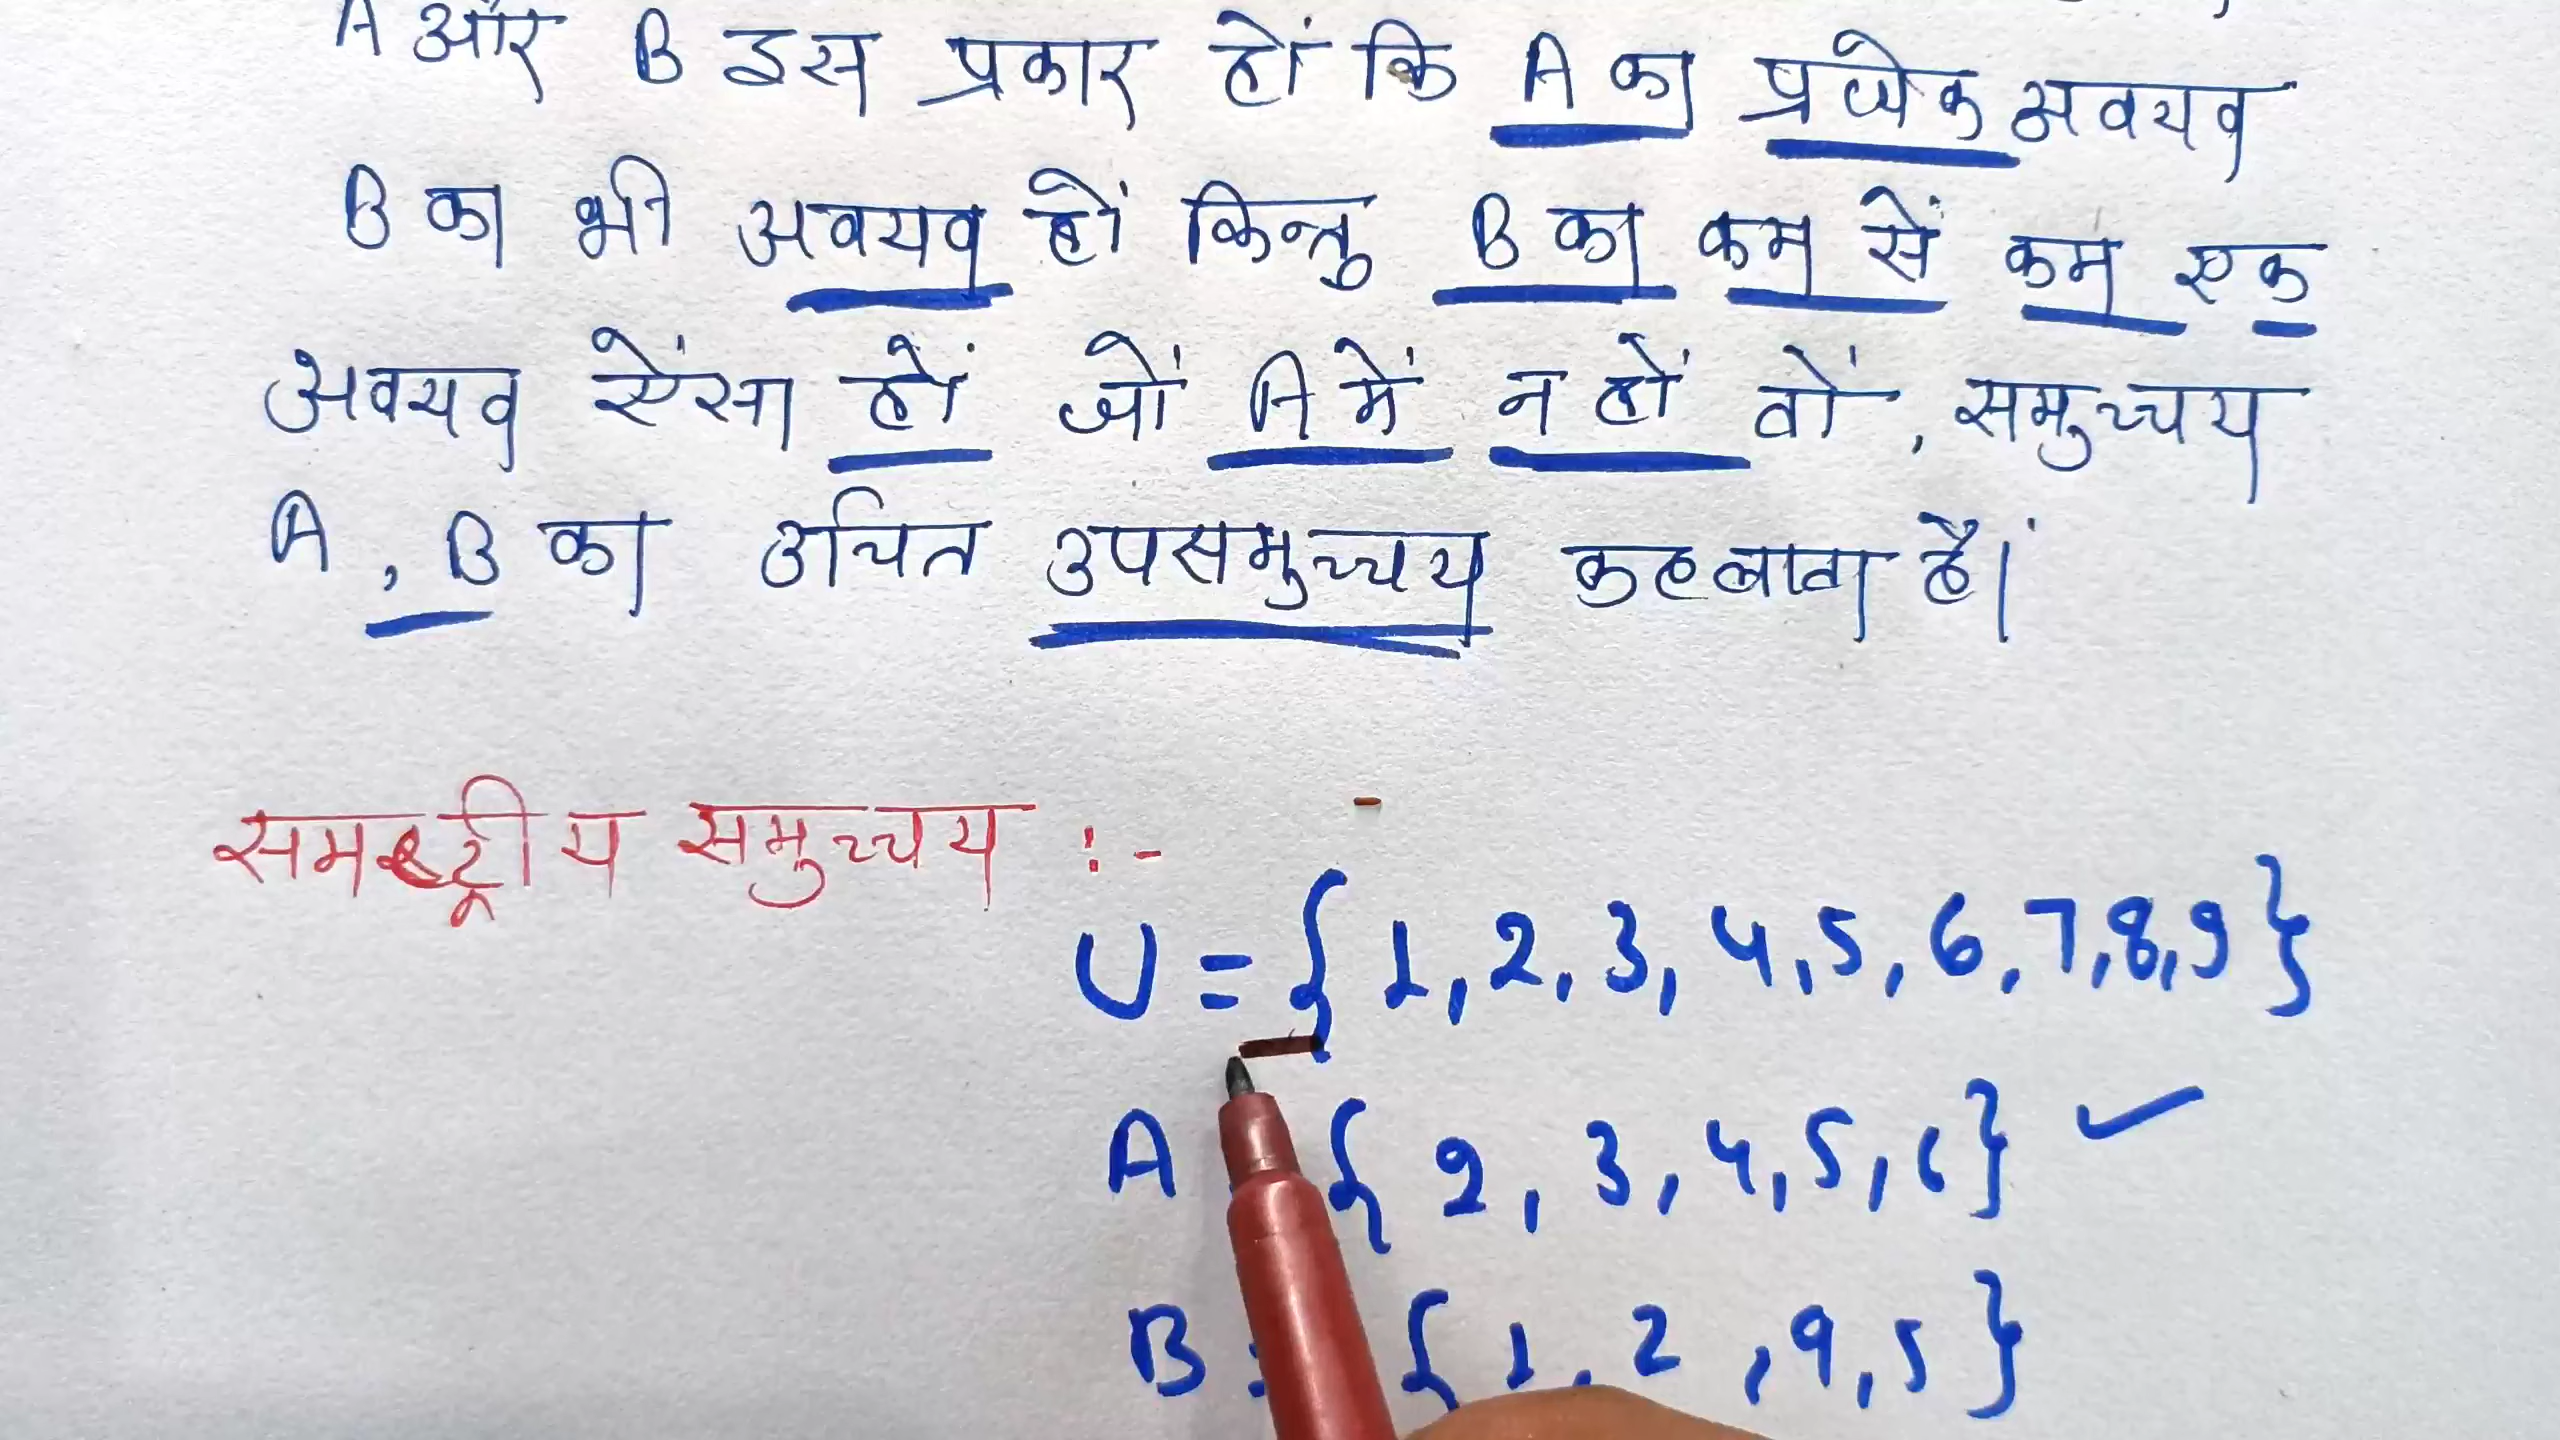 A और B इस प्रकार हों कि A का प्रत्येक अवयव
B का भी अवयव हों किन्तु B का कम सें कम एक
अवयव ऐंसा हों जों A में न हों तों , समुच्चय
A , B का उचित उपसमुच्चय कहलाता हैं।
समष्ट्रीय समुच्चय :-
U = { 1, 2, 3, 4, 5, 6, 7, 8, 9 }
A { 2, 3, 4, 5, 6 } ✓
B = { 1, 2 , 9, 5 }